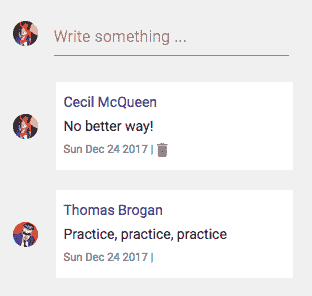 Write something ...
Cecil McQueen
No better way!
Sun Dec 24 2017 |
Thomas Brogan
Practice, practice, practice
Sun Dec 24 2017 |